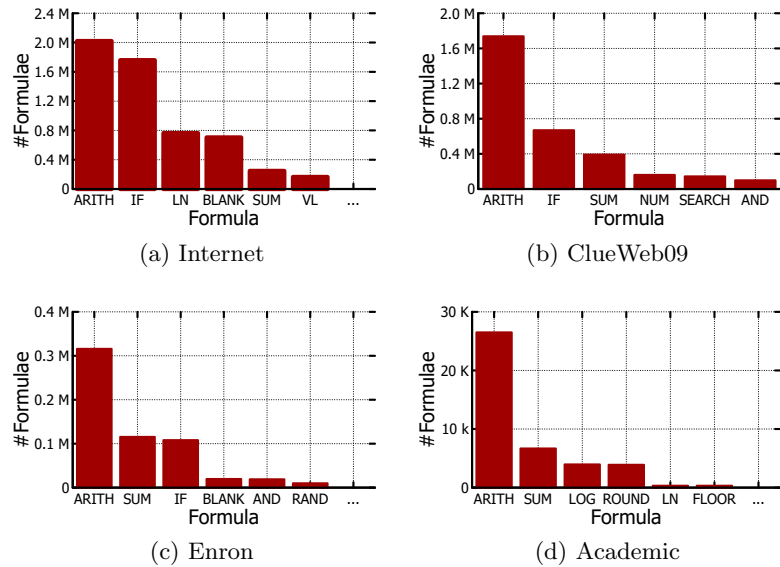 2.4 M
2.0 M
1.6 M
1.2 M
0.8 M
0.4 M
0
#Formulae
ARITH IF LN BLANK SUM VL ...
Formula
(a) Internet
2.0 M
1.6 M
1.2 M
0.8 M
0.4 M
0
#Formulae
ARITH IF SUM NUM SEARCH AND
Formula
(b) ClueWeb09
0.4 M
0.3 M
0.2 M
0.1 M
0
#Formulae
ARITH SUM IF BLANK AND RAND ...
Formula
(c) Enron
30 K
20 K
10 k
0
#Formulae
ARITH SUM LOG ROUND LN FLOOR ...
Formula
(d) Academic